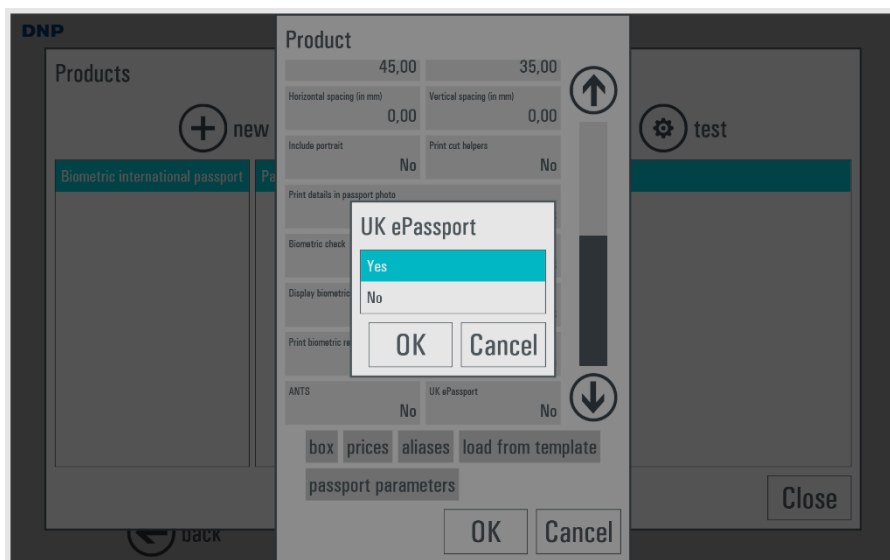 DNP
Products
new
test
Biometric international passport
Product
45,00 35,00
Horizontal spacing (in mm) Vertical spacing (in mm)
0,00 0,00
Include portrait Print cut helpers
No No
Print details in passport photo
Biometric check
Display biometric
Print biometric
ANTS UK ePassport
No No
box prices aliases load from template
passport parameters
OK Cancel
UK ePassport
Yes
No
OK Cancel
Close
back